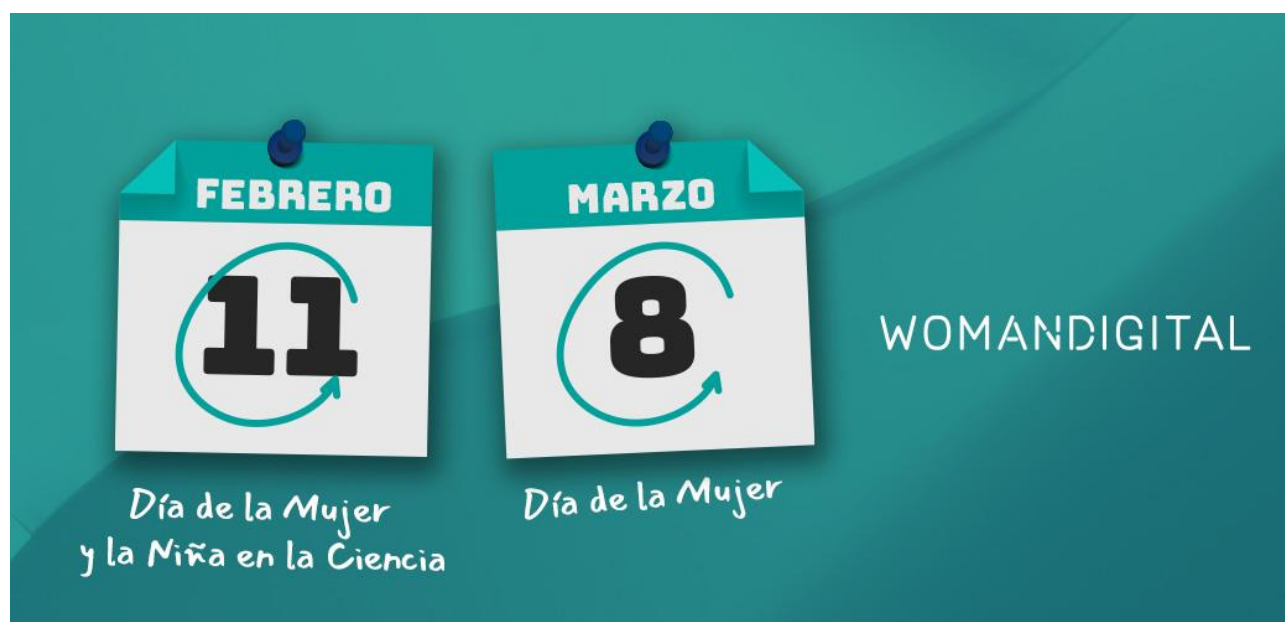 FEBRERO
11
Día de la Mujer
y la Niña en la Ciencia
MARZO
8
Día de la Mujer
WOMANDIGITAL